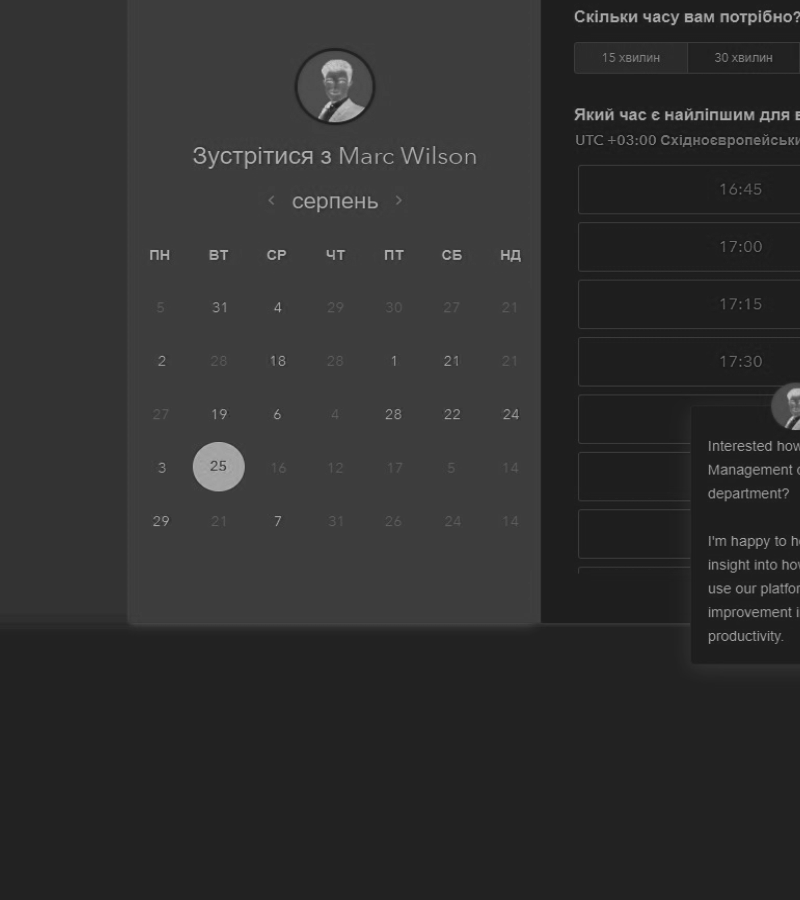 Скільки часу вам потрібно?
15 хвилин 30 хвилин
Який час є найліпшим для
UTC +03:00
16:45
17:00
17:15
17:30
Зустрітися з Marc Wilson
серпень
ПН ВТ СР ЧТ ПТ СБ НД
5 31 4 29 30 27 21
2 28 18 28 1 21 21
27 19 6 4 28 22 24
3 25 16 12 17 5 14
29 21 7 31 26 24 14
Interested how
Management
department?
I'm happy to
insight into how
use our
improvement
productivity.